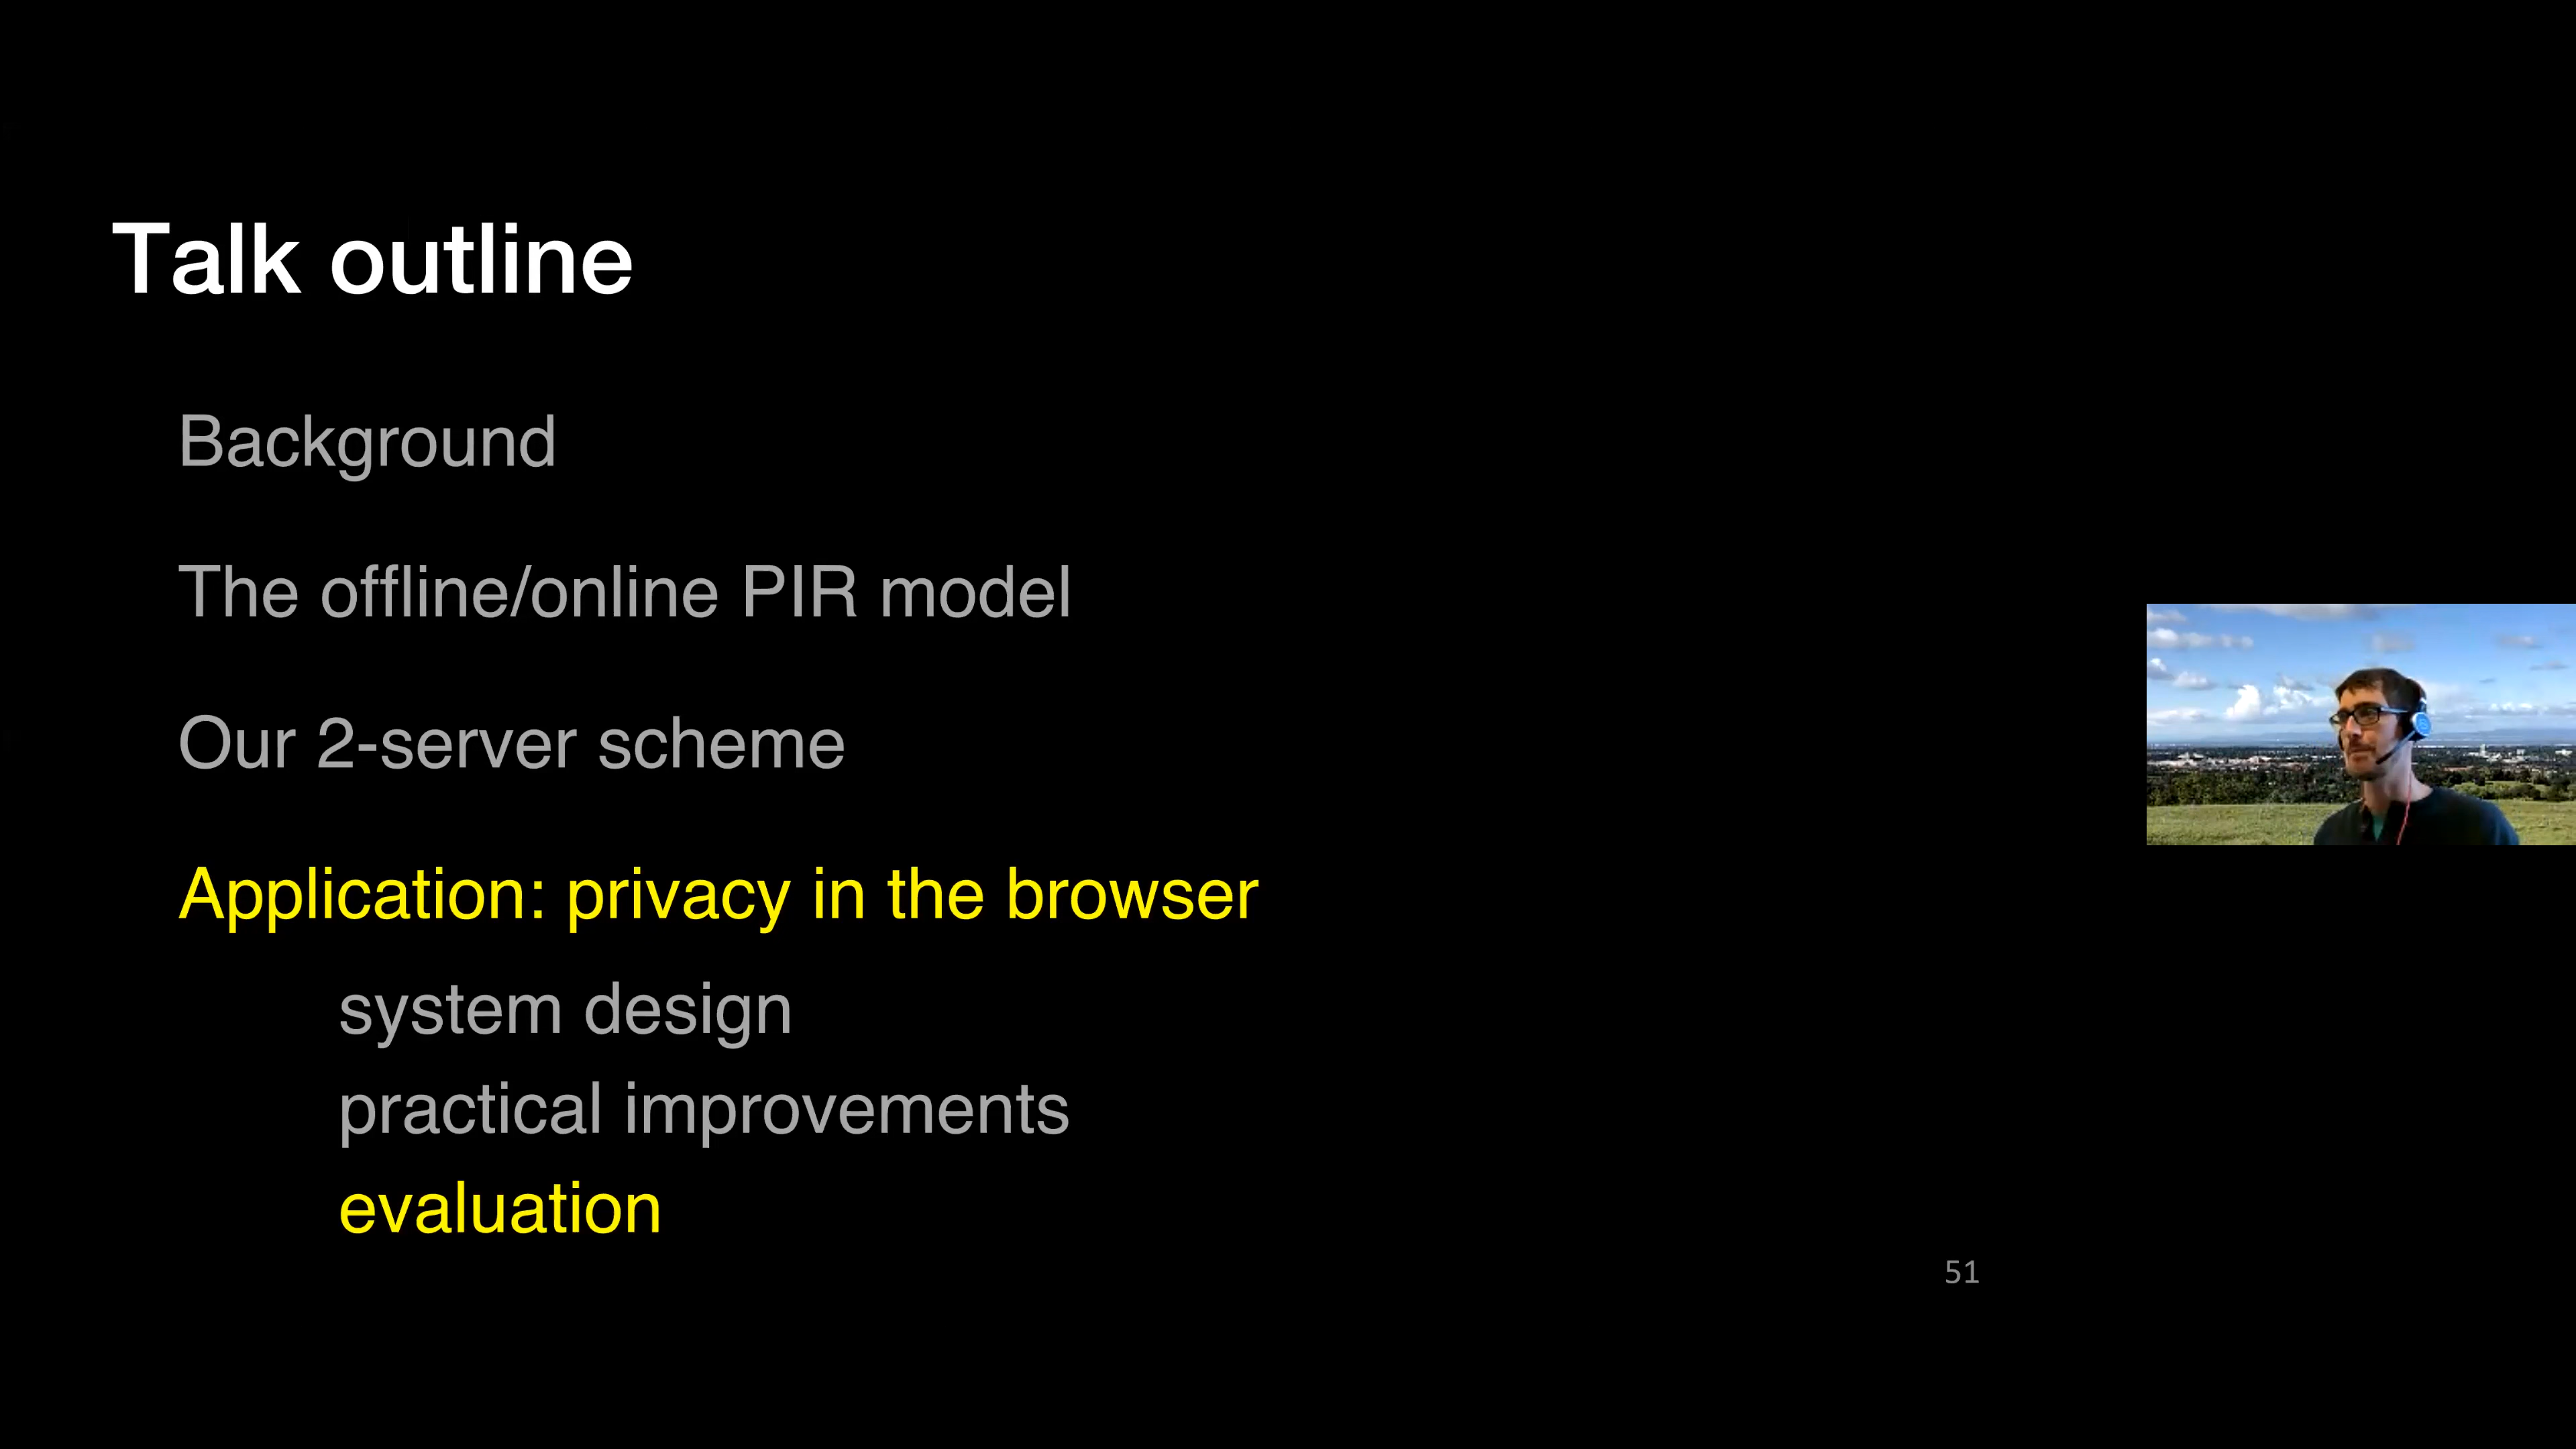 Talk outline
Background
The offline/online PIR model
Our 2-server scheme
Application: privacy in the browser
system design
practical improvements
evaluation
51